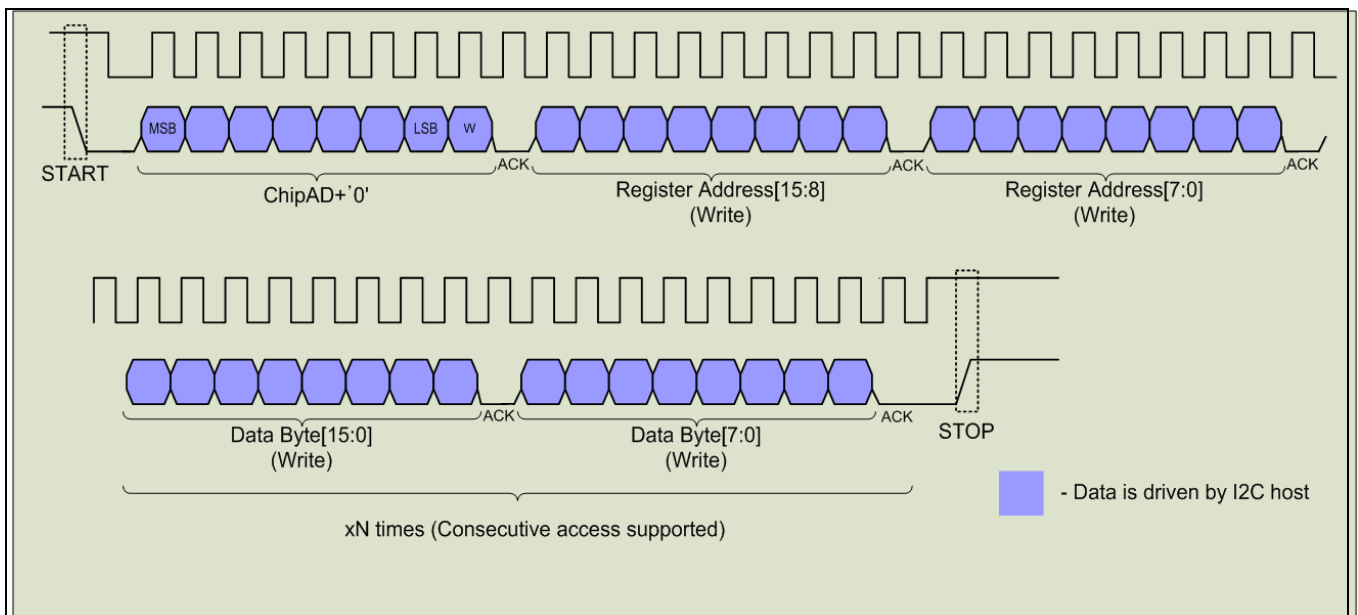 MSB LSB W
START ACK ACK ACK
ChipAD+'0' Register Address[15:8] Register Address[7:0]
(Write) (Write)
ACK ACK
Data Byte[15:0] Data Byte[7:0] STOP
(Write) (Write)
- Data is driven by I2C host
xN times (Consecutive access supported)